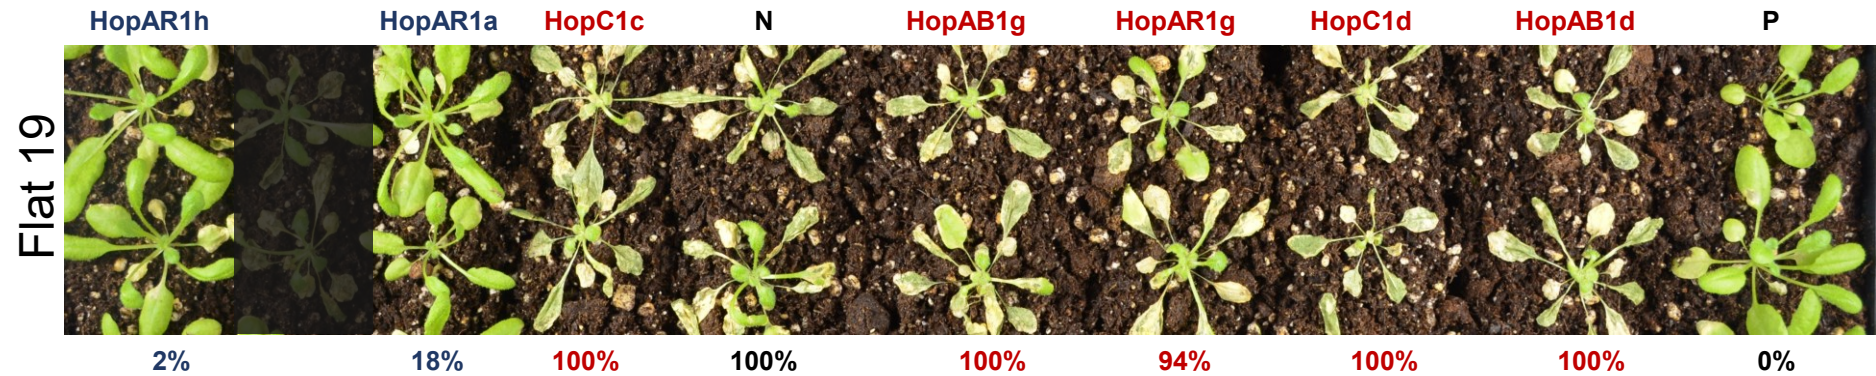 HopAR1h HopAR1a HopC1c N HopAB1g HopAR1g HopC1d HopAB1d P
Flat 19
2% 18% 100% 100% 100% 94% 100% 100% 0%